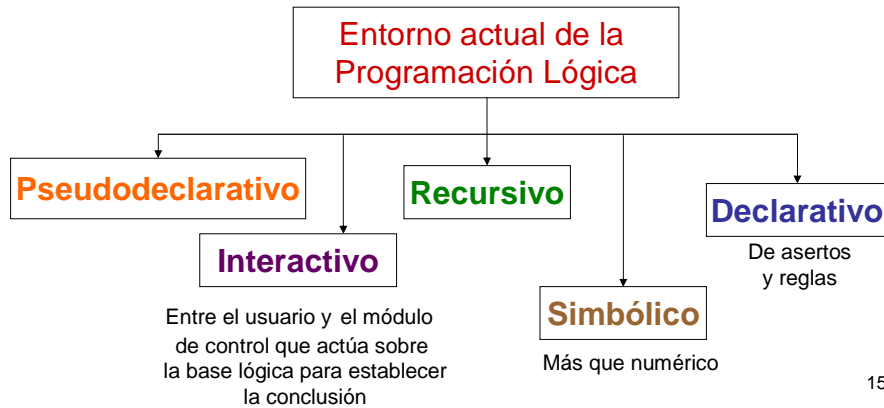 Entorno actual de la
Programación Lógica
Pseudodeclarativo
Interactivo
Entre el usuario y el módulo
de control que actúa sobre
la base lógica para establecer
la conclusión
Recursivo
Simbólico
Más que numérico
Declarativo
De asertos
y reglas
15